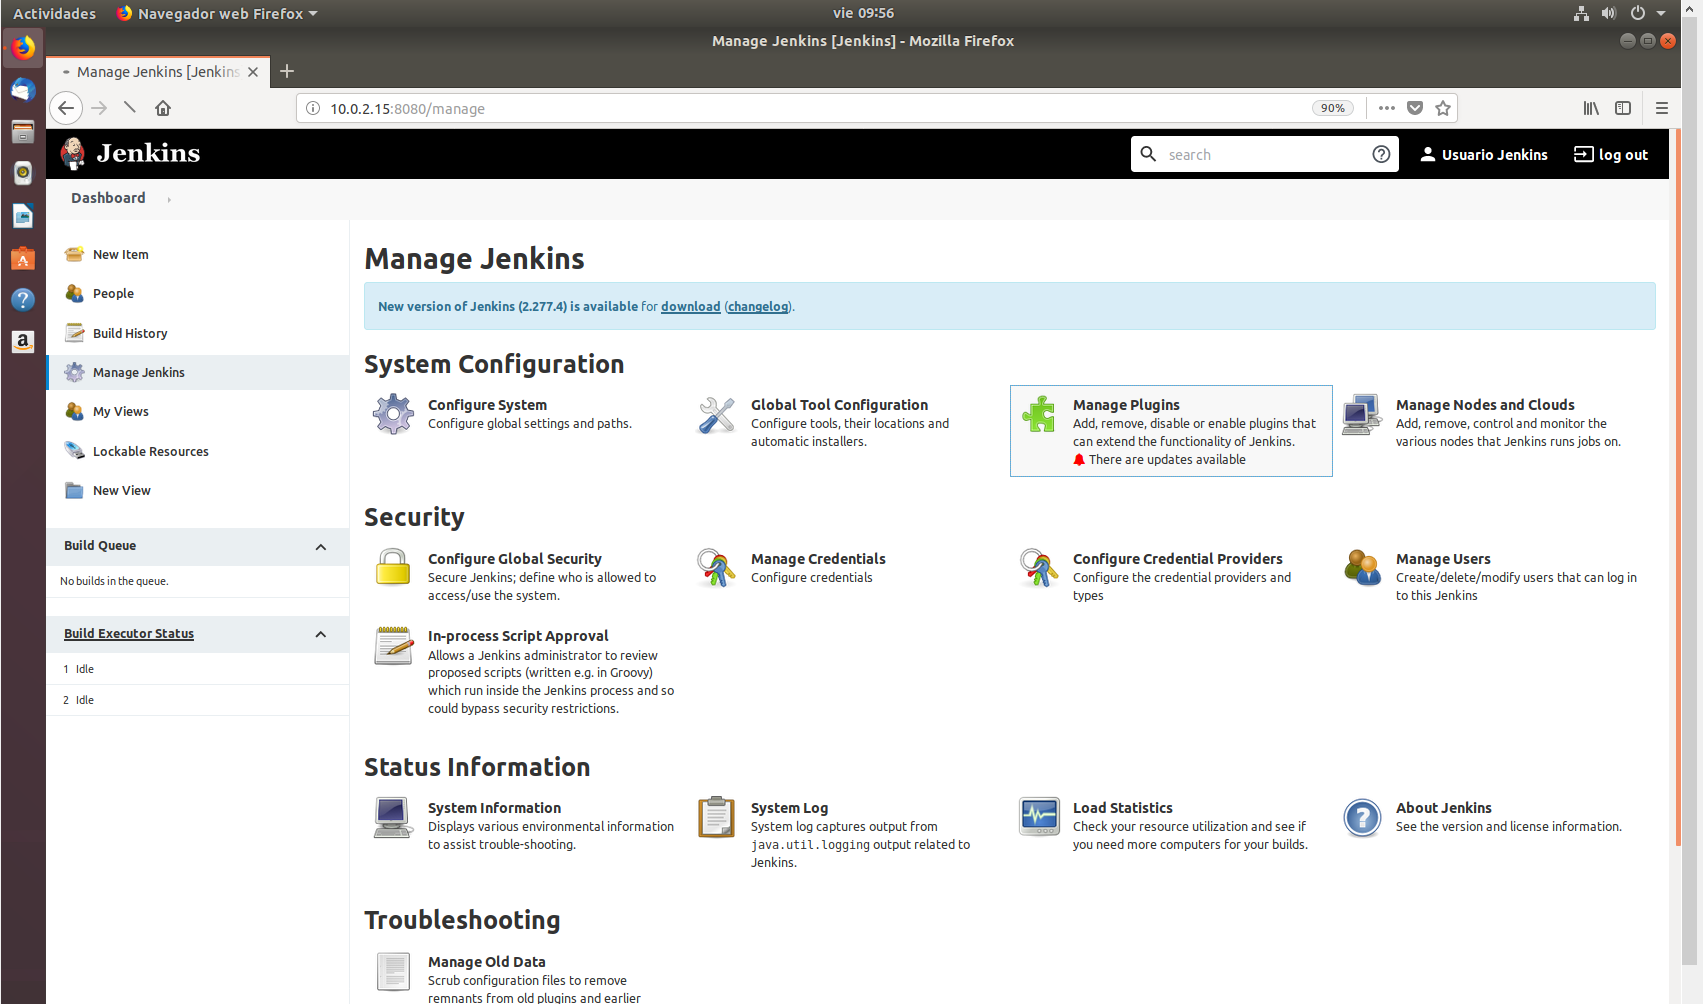 Actividades
Navegador web Firefox
vie 09:56
Manage Jenkins [Jenkins] - Mozilla Firefox
Manage Jenkins [Jenkins
10.0.2.15:8080/manage
90%
Jenkins
search
Usuario Jenkins
log out
Dashboard
New Item
People
Build History
Manage Jenkins
My Views
Lockable Resources
New View
Build Queue
No builds in the queue.
Build Executor Status
1 Idle
2 Idle
Manage Jenkins
New version of Jenkins (2.277.4) is available for download (changelog).
System Configuration
Configure System
Configure global settings and paths.
Global Tool Configuration
Configure tools, their locations and
automatic installers.
Manage Plugins
Add, remove, disable or enable plugins that
can extend the functionality of Jenkins.
There are updates available
Manage Nodes and Clouds
Add, remove, control and monitor the
various nodes that Jenkins runs jobs on.
Security
Configure Global Security
Secure Jenkins; define who is allowed to
access/use the system.
Manage Credentials
Configure credentials
Configure Credential Providers
Configure the credential providers and
types
Manage Users
Create/delete/modify users that can log in
to this Jenkins
In-process Script Approval
Allows a Jenkins administrator to review
proposed scripts (written e.g. in Groovy)
which run inside the Jenkins process and so
could bypass security restrictions.
Status Information
System Information
Displays various environmental information
to assist trouble-shooting.
System Log
System log captures output from
java.util.logging output related to
Jenkins.
Load Statistics
Check your resource utilization and see if
you need more computers for your builds.
About Jenkins
See the version and license information.
Troubleshooting
Manage Old Data
Scrub configuration files to remove
remnants from old plugins and earlier